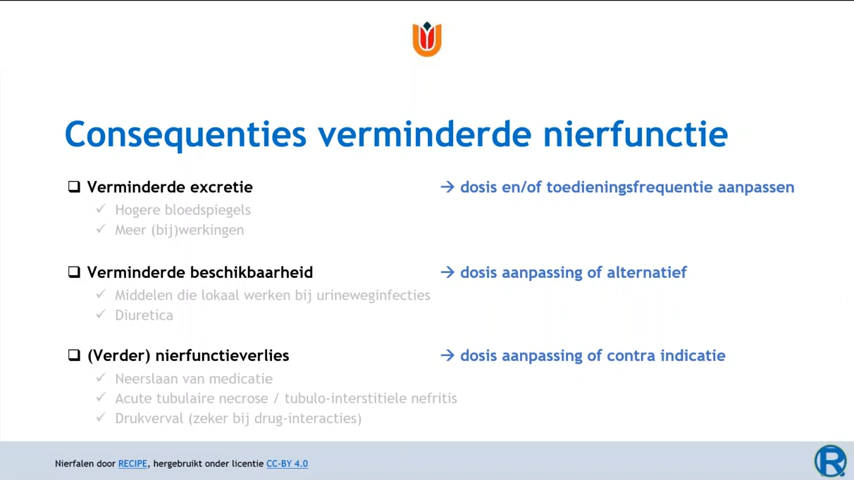 Consequenties verminderde nierfunctie
❑ Verminderde excretie → dosis en/of toedieningsfrequentie aanpassen
✓ Hogere bloedspiegels
✓ Meer (bij)werkingen
❑ Verminderde beschikbaarheid → dosis aanpassing of alternatief
✓ Middelen die lokaal werken bij urineweginfecties
✓ Diuretica
❑ (Verder) nierfunctieverlies → dosis aanpassing of contra indicatie
✓ Neerslaan van medicatie
✓ Acute tubulaire necrose / tubulo-interstitiele nefritis
✓ Drukverval (zeker bij drug-interacties)
Nierfalen door RECIPE, hergebruikt onder licentie CC-BY 4.0
R